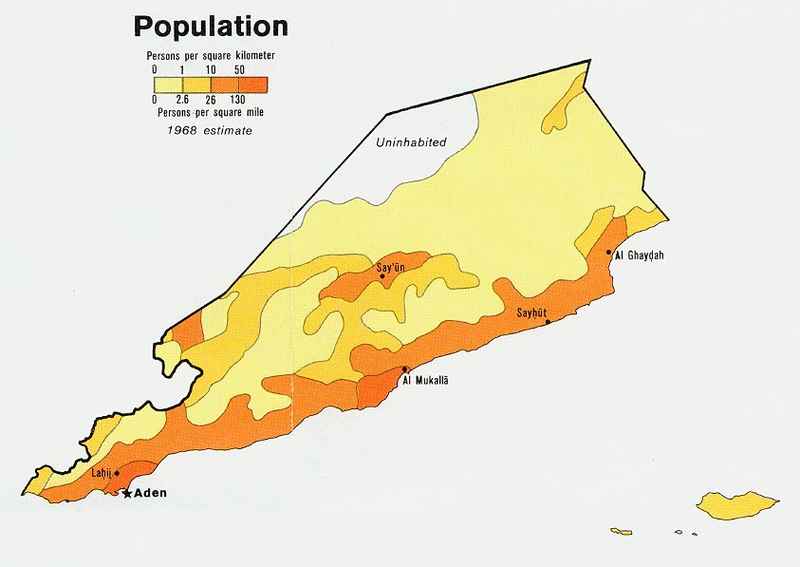 Population
Persons per square kilometer
0 1 10 50
0 2.6 26 130
Persons per square mile
1968 estimate
Uninhabited
Al Ghayḍah
Say'ūn
Sayḥūt
Al Mukallā
Laḥij
Aden